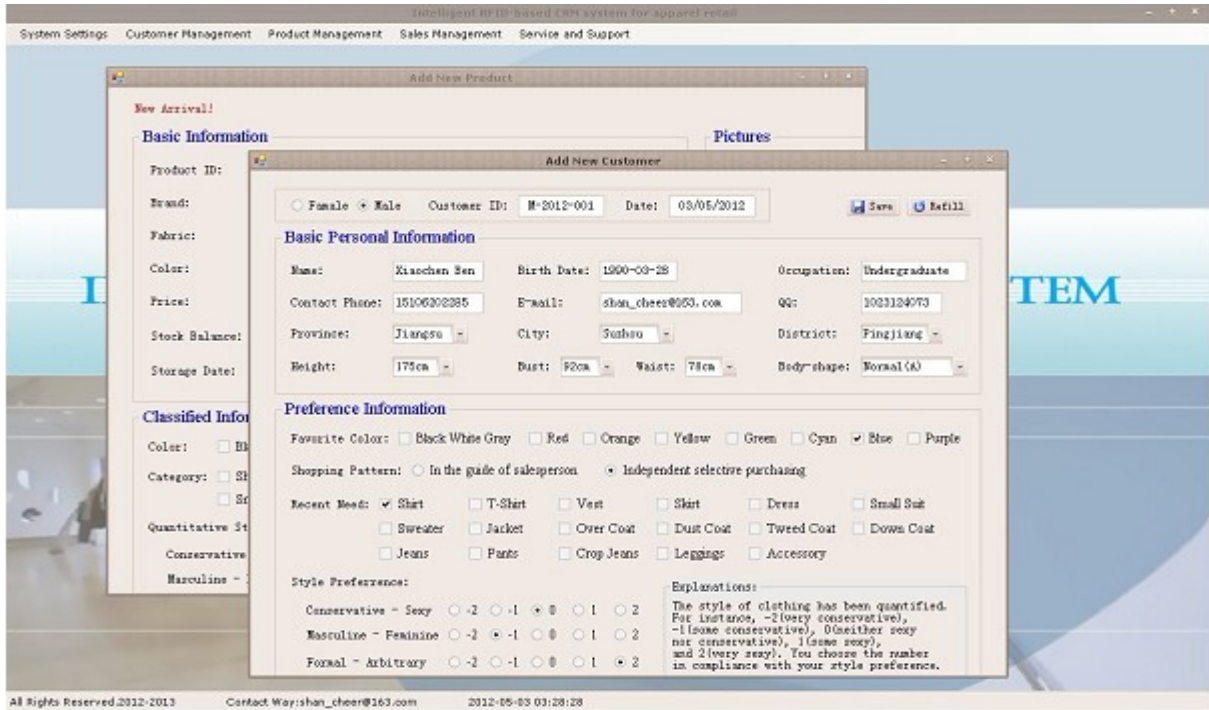 Intelligent RFID-based CRM system for apparel retail
System Settings Customer Management Product Management Sales Management Service and Support
Add New Product
New Arrival!
Basic Information Pictures
Product ID:
Brand:
Fabric:
Color:
Price:
Stock Balance:
Storage Date:
Classified Infor
Color: Bl
Category: Sh
Quantitative St
Conservative
Masculine -
TEM
Add New Customer
Famale Male Customer ID: M-2012-001 Date: 03/05/2012 Save Refill
Basic Personal Information
Name: Xiaochen Ben Birth Date: 1990-03-28 Occupation: Undergraduate
Contact Phone: 15106202285 E-mail: shan_cheer@163.com QQ: 1023124073
Province: Jiangsu City: Suzhou District: Pingjiang
Height: 175cm Bust: 92cm Waist: 78cm Body-shape: Normal(A)
Preference Information
Favorite Color: Black White Gray Red Orange Yellow Green Cyan Blue Purple
Shopping Pattern: In the guide of salesperson Independent selective purchasing
Recent Need: Shirt T-Shirt Vest Skirt Dress Small Suit
Sweater Jacket Over Coat Dust Coat Tweed Coat Down Coat
Jeans Pants Crop Jeans Leggings Accessory
Style Preferrence:
Conservative - Sexy -2 -1 0 1 2
Masculine - Feminine -2 -1 0 1 2
Formal - Arbitrary -2 -1 0 1 2
Explanations:
The style of clothing has been quantified.
For instance, -2(very conservative),
-1(some conservative), 0(neither sexy
nor conservative), 1(some sexy),
and 2(very sexy). You choose the number
in compliance with your style preference.
All Rights Reserved.2012-2013 Contact Way:shan_cheer@163.com 2012-05-03 03:28:28